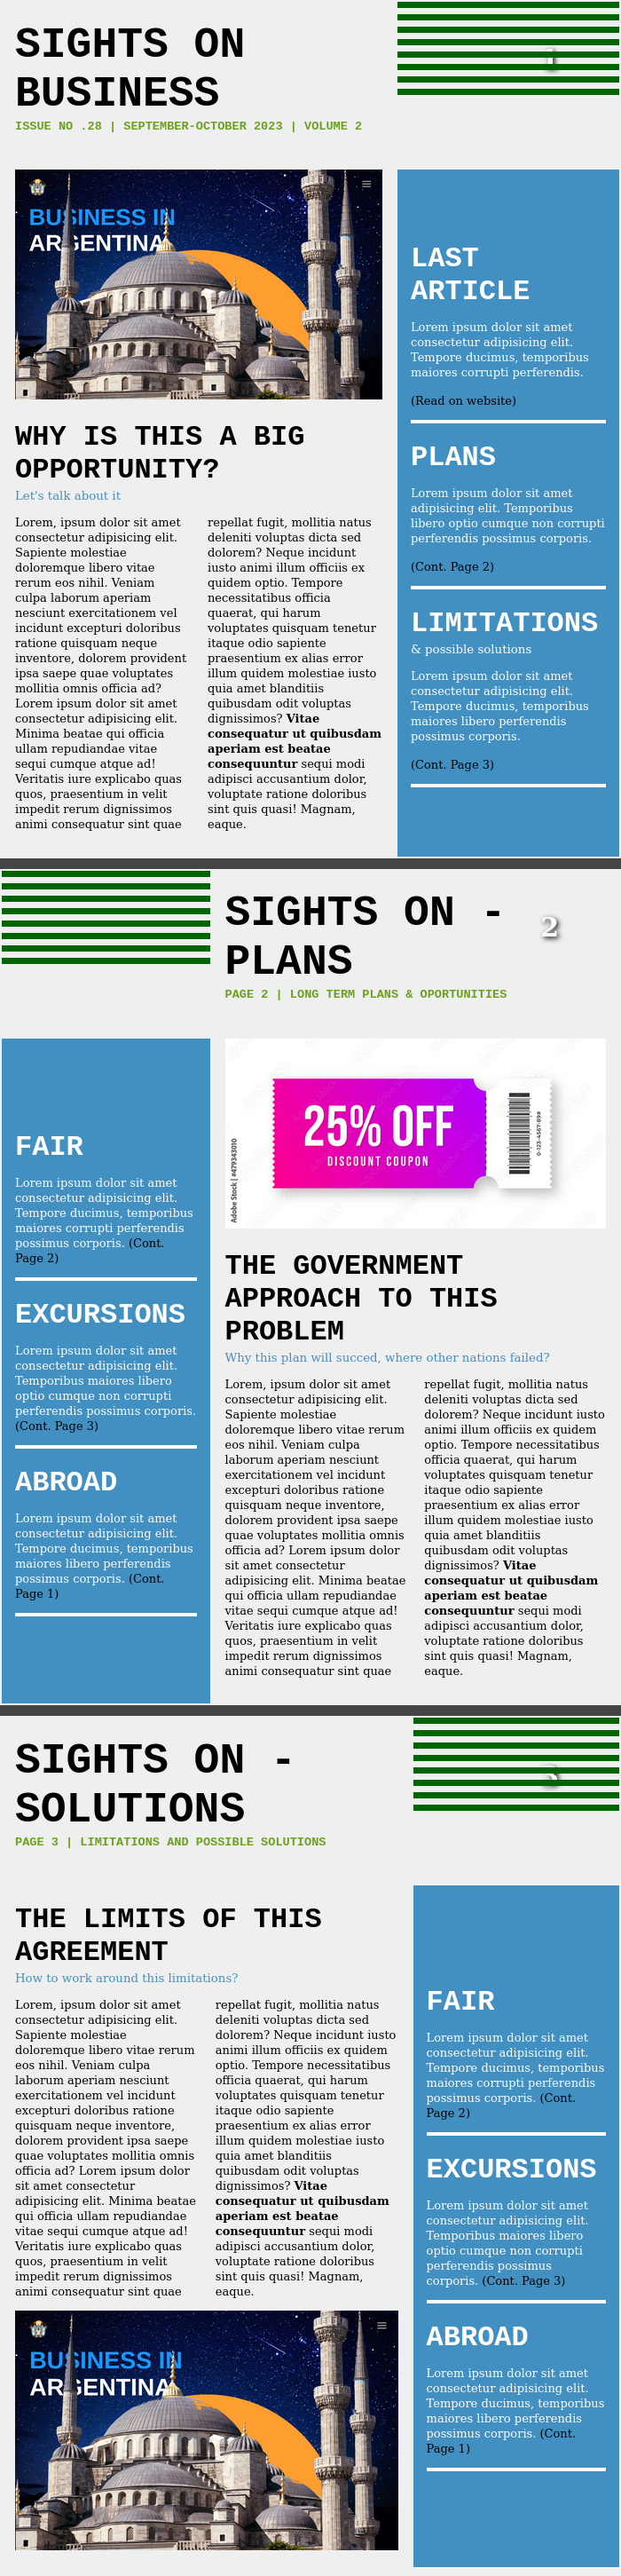 SIGHTS ON
BUSINESS
ISSUE NO .28 | SEPTEMBER-OCTOBER 2023 | VOLUME 2
1
BUSINESS IN
ARGENTINA
WHY IS THIS A BIG
OPPORTUNITY?
Let's talk about it
Lorem, ipsum dolor sit amet
consectetur adipisicing elit.
Sapiente molestiae
doloremque libero vitae
rerum eos nihil. Veniam
culpa laborum aperiam
nesciunt exercitationem vel
incidunt excepturi doloribus
ratione quisquam neque
inventore, dolorem provident
ipsa saepe quae voluptates
mollitia omnis officia ad?
Lorem ipsum dolor sit amet
consectetur adipisicing elit.
Minima beatae qui officia
ullam repudiandae vitae
sequi cumque atque ad!
Veritatis iure explicabo quas
quos, praesentium in velit
impedit rerum dignissimos
animi consequatur sint quae
repellat fugit, mollitia natus
deleniti voluptas dicta sed
dolorem? Neque incidunt
iusto animi illum officiis ex
quidem optio. Tempore
necessitatibus officia
quaerat, qui harum
voluptates quisquam tenetur
itaque odio sapiente
praesentium ex alias error
illum quidem molestiae iusto
quia amet blanditiis
quibusdam odit voluptas
dignissimos? Vitae
consequatur ut quibusdam
aperiam est beatae
consequuntur sequi modi
adipisci accusantium dolor,
voluptate ratione doloribus
sint quis quasi! Magnam,
eaque.
LAST
ARTICLE
Lorem ipsum dolor sit amet
consectetur adipisicing elit.
Tempore ducimus, temporibus
maiores corrupti perferendis.
(Read on website)
PLANS
Lorem ipsum dolor sit amet
adipisicing elit. Temporibus
libero optio cumque non corrupti
perferendis possimus corporis.
(Cont. Page 2)
LIMITATIONS
& possible solutions
Lorem ipsum dolor sit amet
consectetur adipisicing elit.
Tempore ducimus, temporibus
maiores libero perferendis
possimus corporis.
(Cont. Page 3)
SIGHTS ON -
PLANS
PAGE 2 | LONG TERM PLANS & OPORTUNITIES
2
FAIR
Lorem ipsum dolor sit amet
consectetur adipisicing elit.
Tempore ducimus, temporibus
maiores corrupti perferendis
possimus corporis. (Cont.
Page 2)
EXCURSIONS
Lorem ipsum dolor sit amet
consectetur adipisicing elit.
Temporibus maiores libero
optio cumque non corrupti
perferendis possimus corporis.
(Cont. Page 3)
ABROAD
Lorem ipsum dolor sit amet
consectetur adipisicing elit.
Tempore ducimus, temporibus
maiores libero perferendis
possimus corporis. (Cont.
Page 1)
25% OFF
DISCOUNT COUPON
0-123-4567-89#
Adobe Stock | #479343010
THE GOVERNMENT
APPROACH TO THIS
PROBLEM
Why this plan will succed, where other nations failed?
Lorem, ipsum dolor sit amet
consectetur adipisicing elit.
Sapiente molestiae
doloremque libero vitae rerum
eos nihil. Veniam culpa
laborum aperiam nesciunt
exercitationem vel incidunt
excepturi doloribus ratione
quisquam neque inventore,
dolorem provident ipsa saepe
quae voluptates mollitia omnis
officia ad? Lorem ipsum dolor
sit amet consectetur
adipisicing elit. Minima beatae
qui officia ullam repudiandae
vitae sequi cumque atque ad!
Veritatis iure explicabo quas
quos, praesentium in velit
impedit rerum dignissimos
animi consequatur sint quae
repellat fugit, mollitia natus
deleniti voluptas dicta sed
dolorem? Neque incidunt iusto
animi illum officiis ex quidem
optio. Tempore necessitatibus
officia quaerat, qui harum
voluptates quisquam tenetur
itaque odio sapiente
praesentium ex alias error
illum quidem molestiae iusto
quia amet blanditiis
quibusdam odit voluptas
dignissimos? Vitae
consequatur ut quibusdam
aperiam est beatae
consequuntur sequi modi
adipisci accusantium dolor,
voluptate ratione doloribus
sint quis quasi! Magnam,
eaque.
SIGHTS ON -
SOLUTIONS
PAGE 3 | LIMITATIONS AND POSSIBLE SOLUTIONS
3
THE LIMITS OF THIS
AGREEMENT
How to work around this limitations?
Lorem, ipsum dolor sit amet
consectetur adipisicing elit.
Sapiente molestiae
doloremque libero vitae rerum
eos nihil. Veniam culpa
laborum aperiam nesciunt
exercitationem vel incidunt
excepturi doloribus ratione
quisquam neque inventore,
dolorem provident ipsa saepe
quae voluptates mollitia omnis
officia ad? Lorem ipsum dolor
sit amet consectetur
adipisicing elit. Minima beatae
qui officia ullam repudiandae
vitae sequi cumque atque ad!
Veritatis iure explicabo quas
quos, praesentium in velit
impedit rerum dignissimos
animi consequatur sint quae
repellat fugit, mollitia natus
deleniti voluptas dicta sed
dolorem? Neque incidunt iusto
animi illum officiis ex quidem
optio. Tempore necessitatibus
officia quaerat, qui harum
voluptates quisquam tenetur
itaque odio sapiente
praesentium ex alias error
illum quidem molestiae iusto
quia amet blanditiis
quibusdam odit voluptas
dignissimos? Vitae
consequatur ut quibusdam
aperiam est beatae
consequuntur sequi modi
adipisci accusantium dolor,
voluptate ratione doloribus
sint quis quasi! Magnam,
eaque.
BUSINESS IN
ARGENTINA
FAIR
Lorem ipsum dolor sit amet
consectetur adipisicing elit.
Tempore ducimus, temporibus
maiores corrupti perferendis
possimus corporis. (Cont.
Page 2)
EXCURSIONS
Lorem ipsum dolor sit amet
consectetur adipisicing elit.
Temporibus maiores libero
optio cumque non corrupti
perferendis possimus
corporis. (Cont. Page 3)
ABROAD
Lorem ipsum dolor sit amet
consectetur adipisicing elit.
Tempore ducimus, temporibus
maiores libero perferendis
possimus corporis. (Cont.
Page 1)